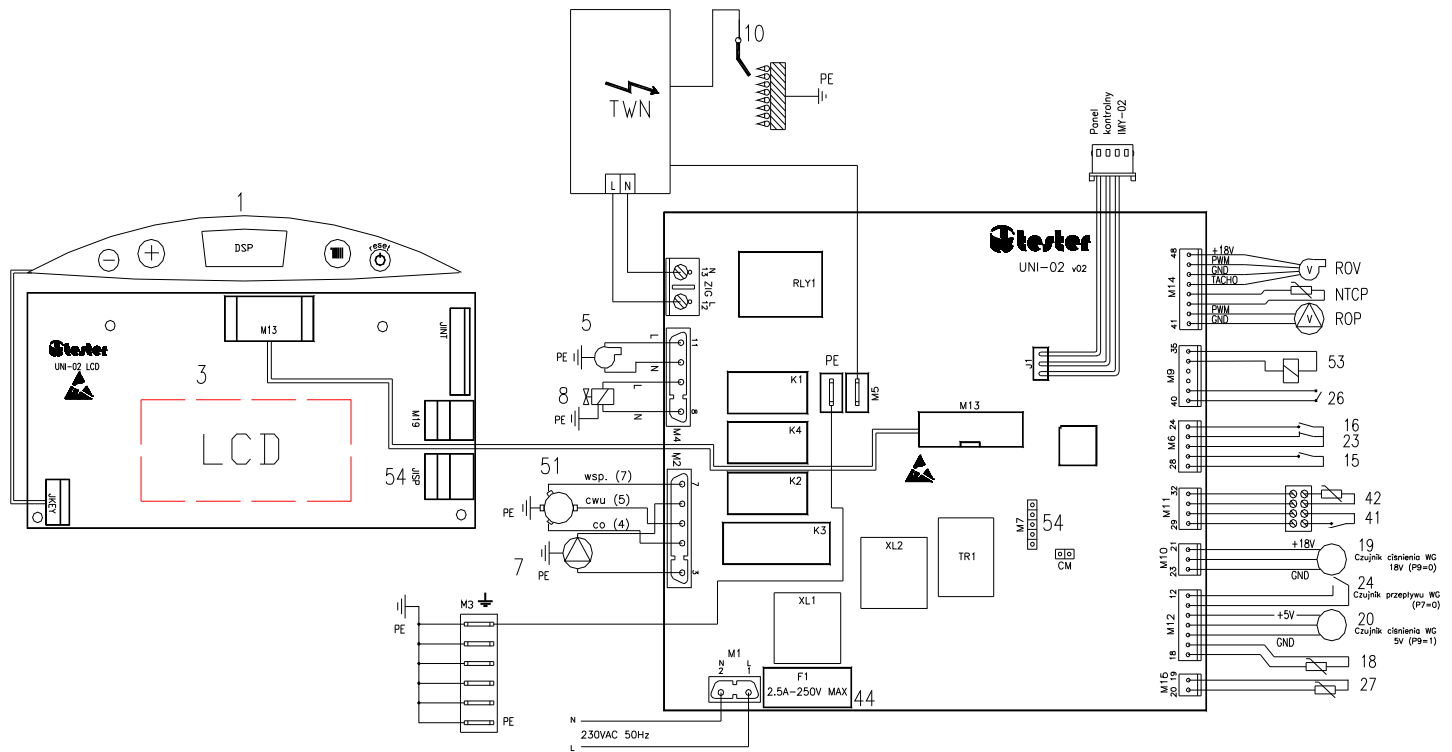 10
PE
TWN
L N
Panel
kontrolny
IMY-02
1
DSP
reset
M13
JINT
tester
UNI-02 LCD
3
LCD
M19
54
JISP
JKEY
tester
UNI-02 v02
N
13
ZIG
12
L
RLY1
5
PE
L
N
11
8
PE
L
N
8
M4
K1
K4
K2
K3
PE
M5
M13
J1
51
wsp. (7)
cwu (5)
co (4)
PE
7
PE
M2
7
3
M7
54
CM
XL2
TR1
XL1
M3
PE
PE
M1
N
2
L
1
F1
2.5A-250V MAX
44
N
230VAC 50Hz
L
48
M14
41
+18V
PWM
GND
TACHO
PWM
GND
ROV
NTCP
ROP
35
M9
40
53
26
24
M6
28
16
23
15
32
M11
29
42
41
21
M10
23
+18V
GND
19
Czujnik ciśnienia WG
18V (P9=0)
24
Czujnik przepływu WG
(P7=0)
12
M12
18
+5V
GND
20
Czujnik ciśnienia WG
5V (P9=1)
18
19
M16
20
27